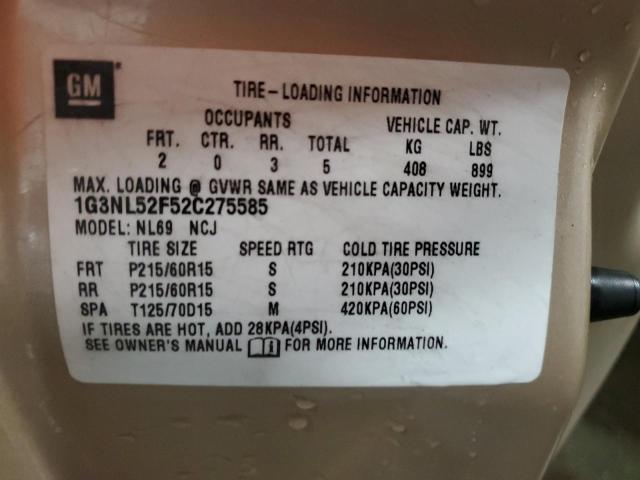 GM
TIRE-LOADING INFORMATION
OCCUPANTS VEHICLE CAP. WT.
FRT. CTR. RR. TOTAL KG LBS
2 0 3 5 408 899
MAX. LOADING @ GVWR SAME AS VEHICLE CAPACITY WEIGHT.
1G3NL52F52C275585
MODEL: NL69 NCJ
TIRE SIZE SPEED RTG COLD TIRE PRESSURE
FRT P215/60R15 S 210KPA(30PSI)
RR P215/60R15 S 210KPA(30PSI)
SPA T125/70D15 M 420KPA(60PSI)
IF TIRES ARE HOT, ADD 28KPA(4PSI).
SEE OWNER'S MANUAL FOR MORE INFORMATION.